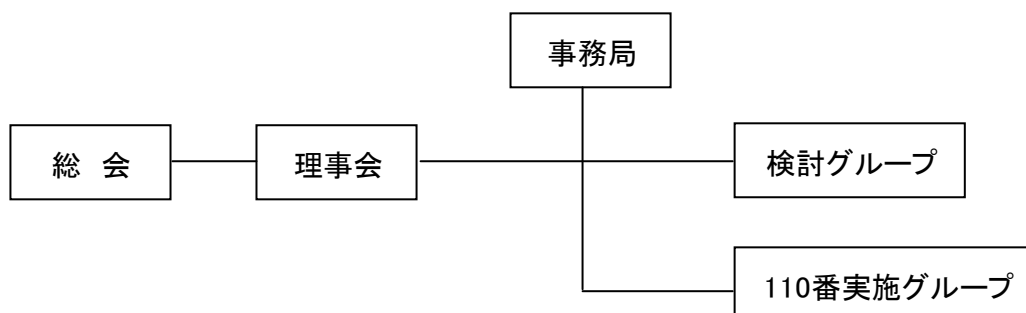 事務局
総　会
理事会
検討グループ
110番実施グループ